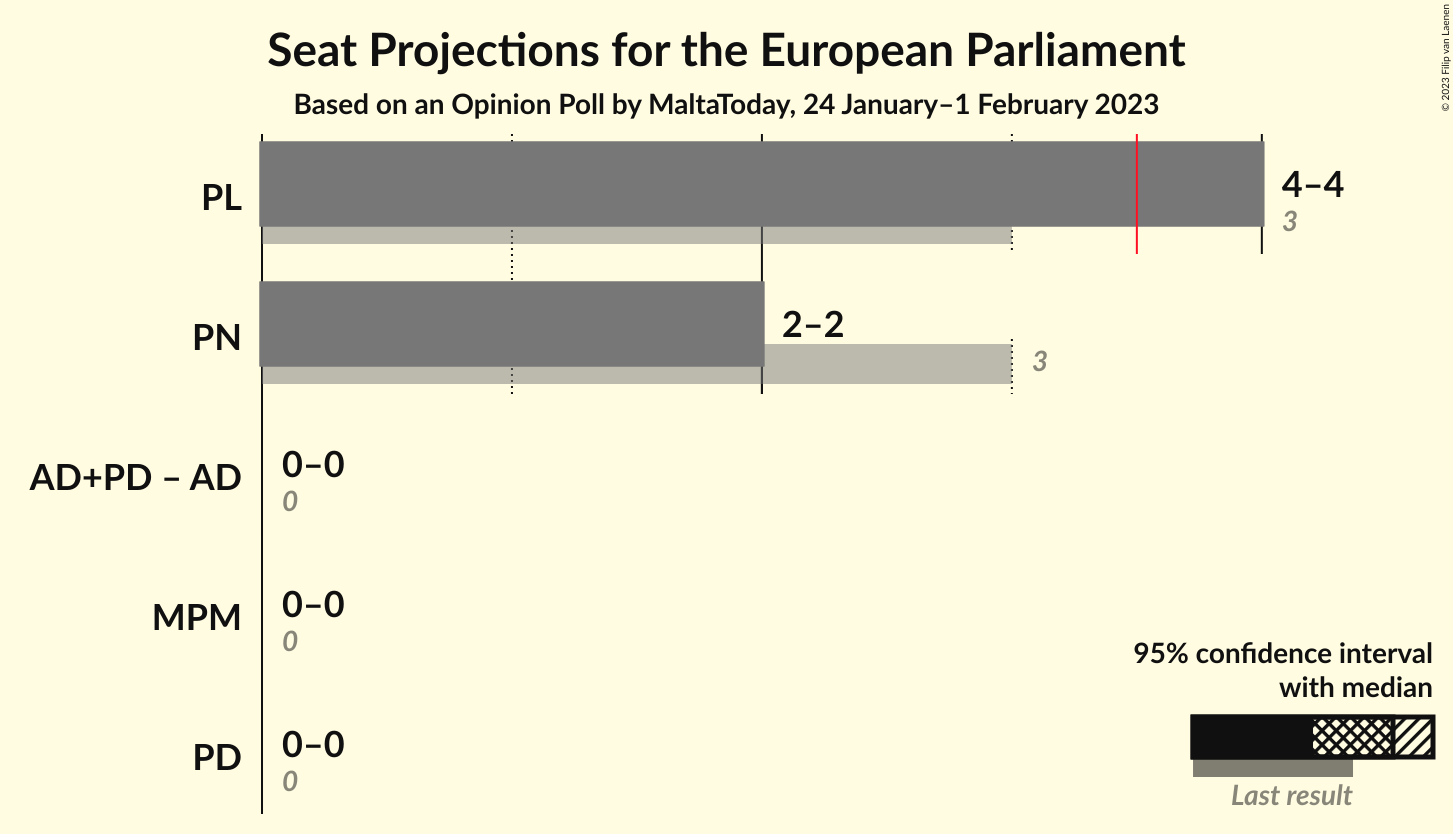 Seat Projections for the European Parliament
Based on an Opinion Poll by MaltaToday, 24 January–1 February 2023
© 2023 Filip van Laenen
PL
4–4
3
PN
2–2
3
AD+PD – AD
0–0
0
MPM
0–0
0
PD
0–0
0
95% confidence interval
with median
Last result